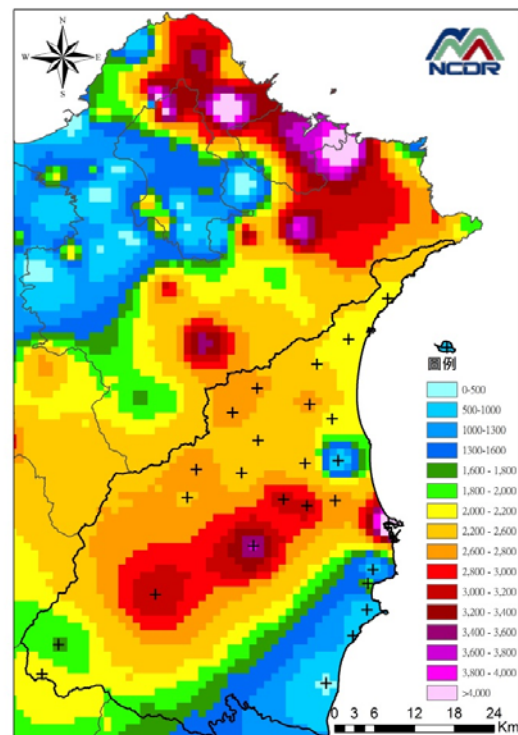 N
W E
S
NCDR
圖例
0-500
500-1000
1000-1300
1300-1600
1,600 - 1,800
1,800 - 2,000
2,000 - 2,200
2,200 - 2,600
2,600 - 2,800
2,800 - 3,000
3,000 - 3,200
3,200 - 3,400
3,400 - 3,600
3,600 - 3,800
3,800 - 4,000
>4,000
0 3 6 12 18 24
Km